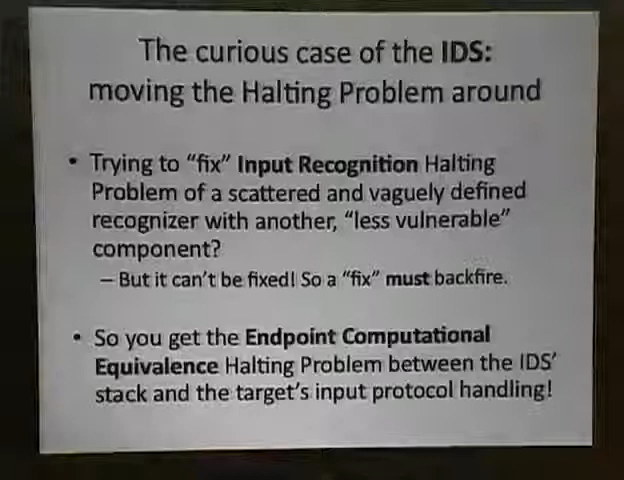 The curious case of the IDS:
moving the Halting Problem around
• Trying to “fix” Input Recognition Halting
Problem of a scattered and vaguely defined
recognizer with another, “less vulnerable”
component?
– But it can’t be fixed! So a “fix” must backfire.
• So you get the Endpoint Computational
Equivalence Halting Problem between the IDS’
stack and the target’s input protocol handling!